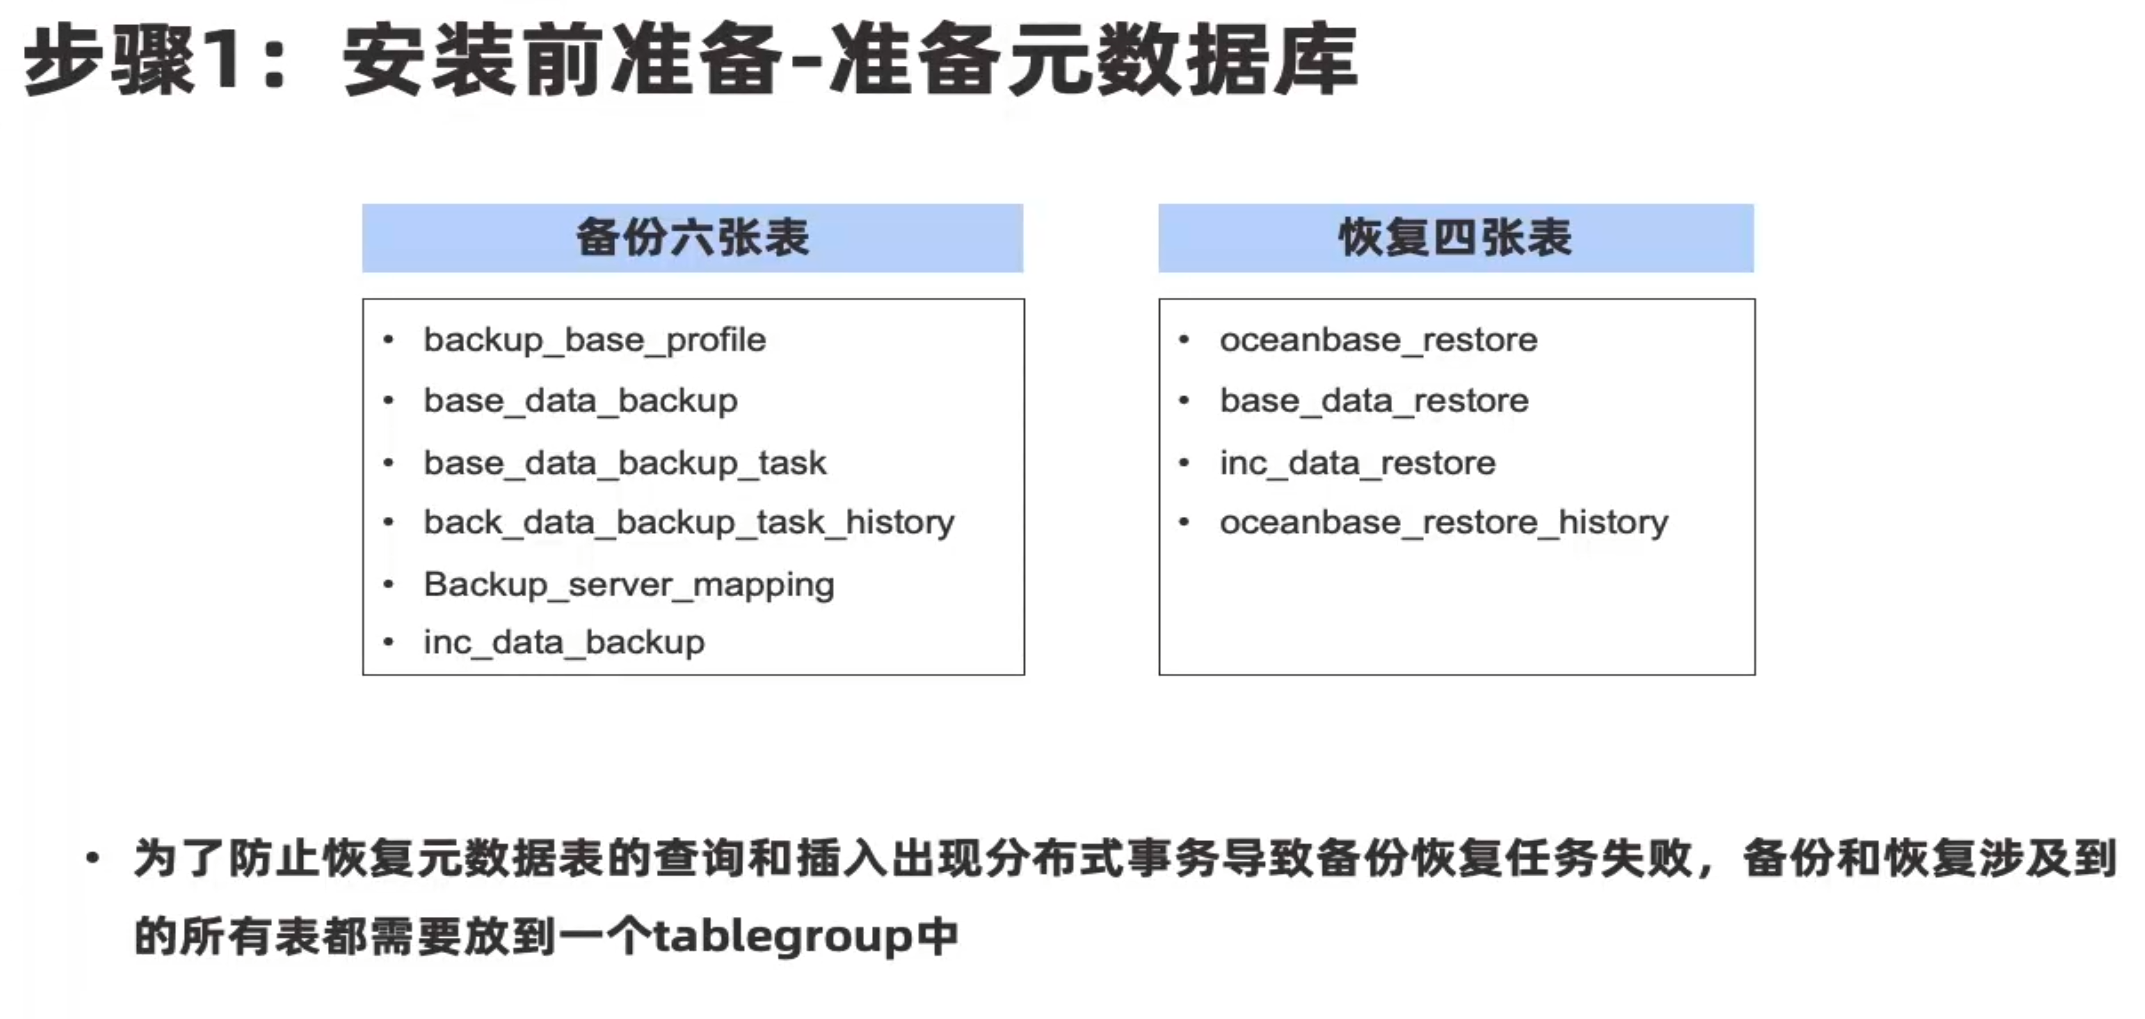 步骤1：安装前准备-准备元数据库
备份六张表
• backup_base_profile
• base_data_backup
• base_data_backup_task
• back_data_backup_task_history
• Backup_server_mapping
• inc_data_backup
恢复四张表
• oceanbase_restore
• base_data_restore
• inc_data_restore
• oceanbase_restore_history
• 为了防止恢复元数据表的查询和插入出现分布式事务导致备份恢复任务失败，备份和恢复涉及到
的所有表都需要放到一个tablegroup中